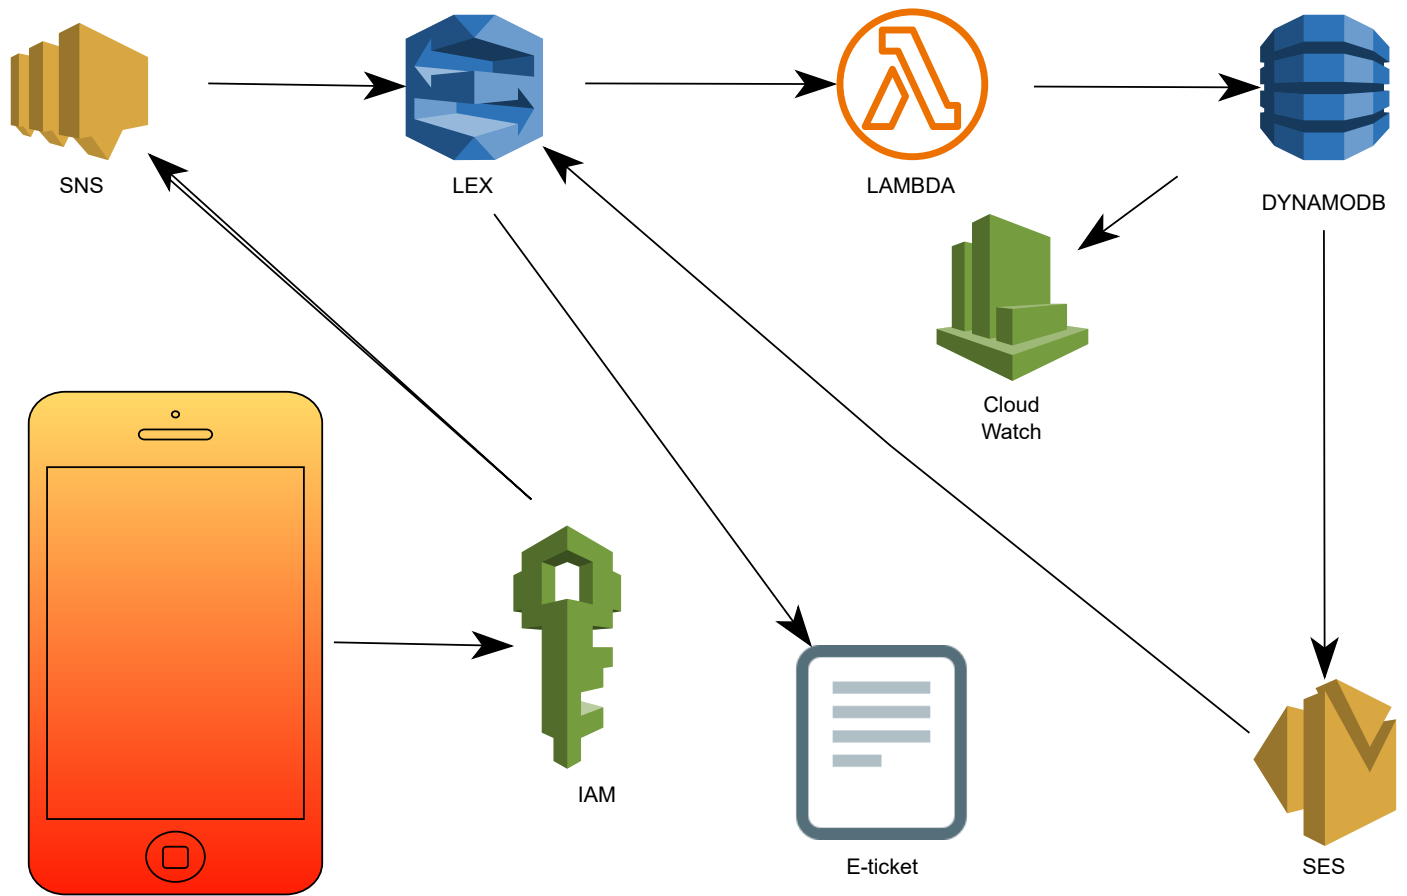 SNS
LEX
LAMBDA
DYNAMODB
Cloud
Watch
IAM
E-ticket
SES